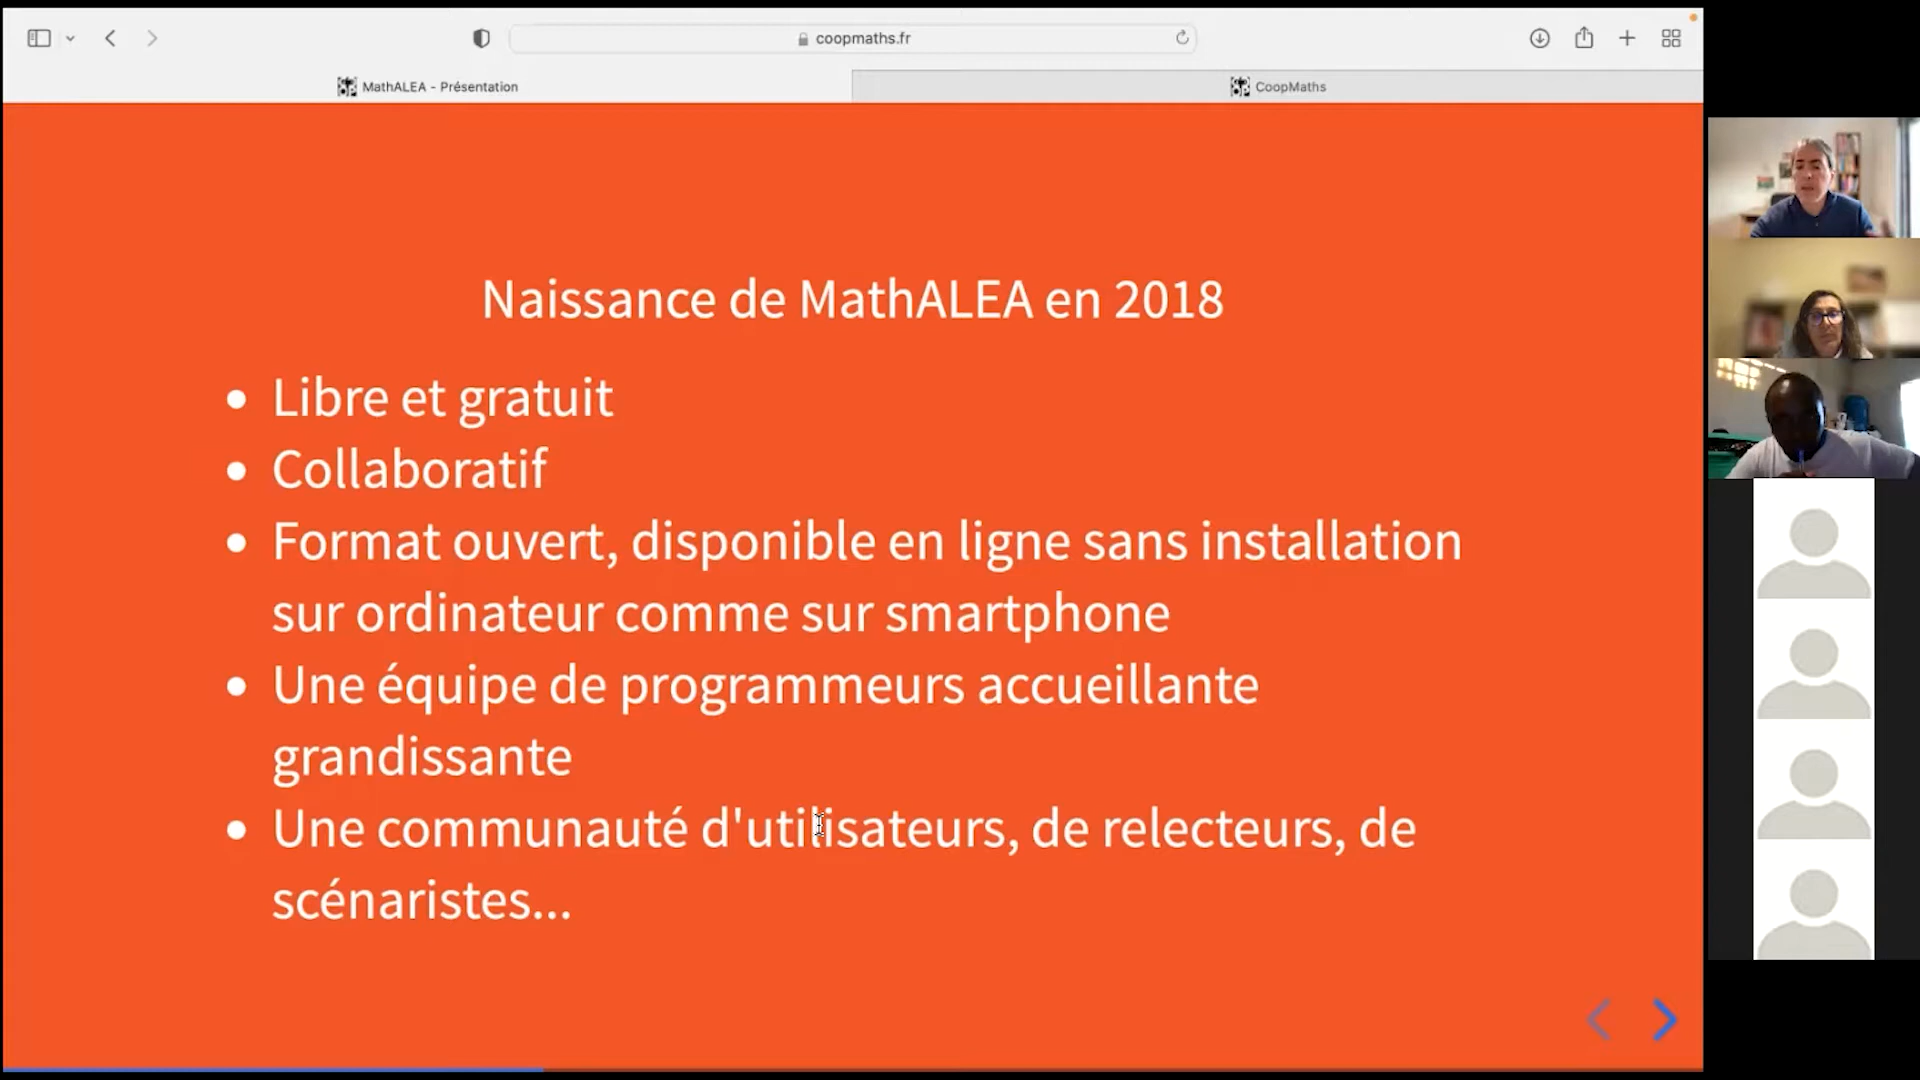 coopmaths.fr
MathALEA - Présentation
CoopMaths
Naissance de MathALEA en 2018
• Libre et gratuit
• Collaboratif
• Format ouvert, disponible en ligne sans installation
sur ordinateur comme sur smartphone
• Une équipe de programmeurs accueillante
grandissante
• Une communauté d'utilisateurs, de relecteurs, de
scénaristes...